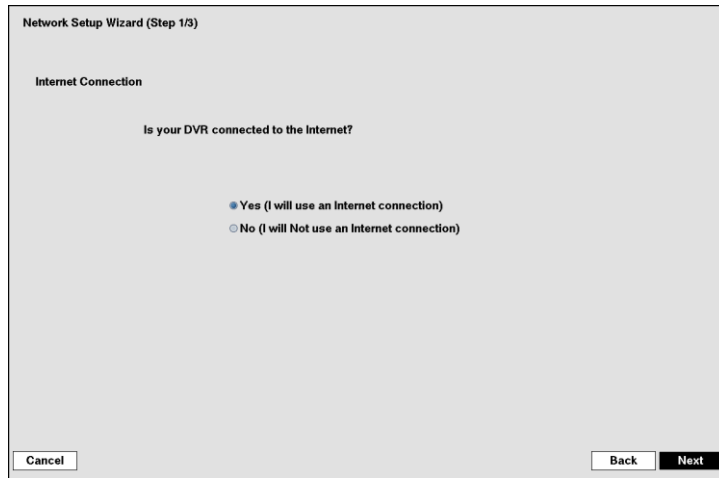 Network Setup Wizard (Step 1/3)
Internet Connection
Is your DVR connected to the Internet?
Yes (I will use an Internet connection)
No (I will Not use an Internet connection)
Cancel Back Next